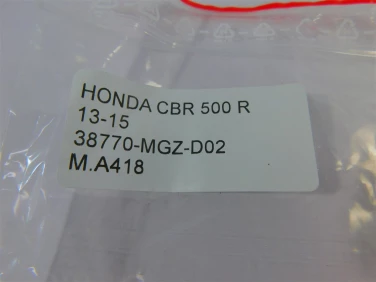 HONDA CBR 500 R
13-15
38770-MGZ-D02
M.A418